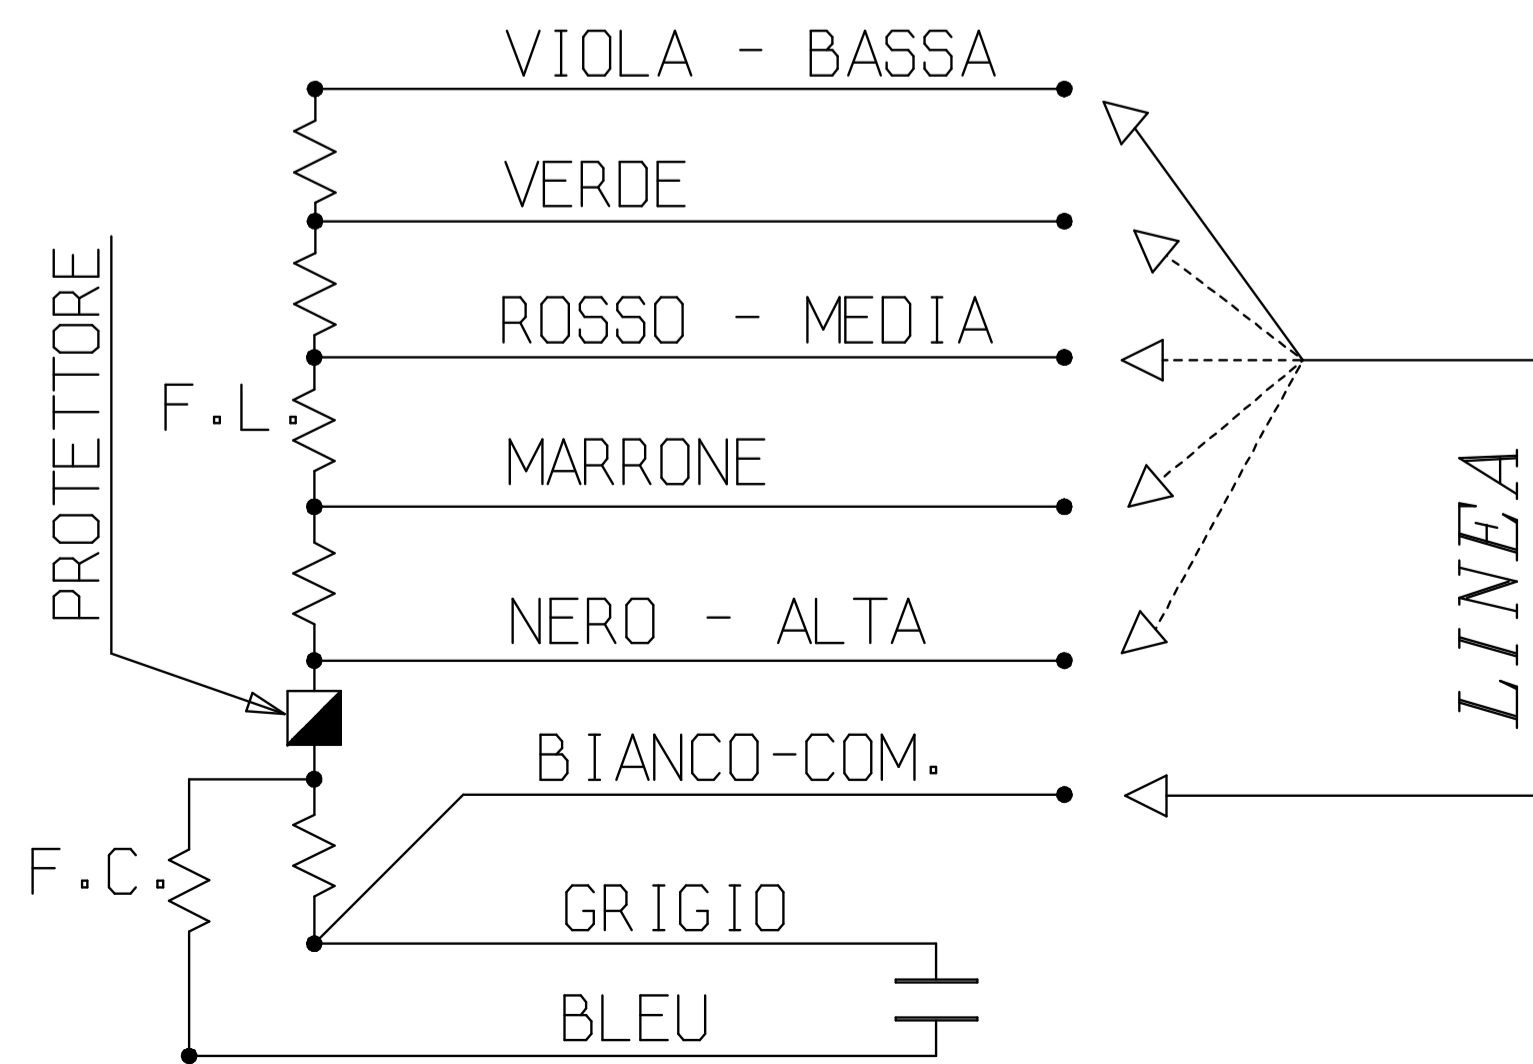 VIOLA - BASSA
VERDE
ROSSO - MEDIA
PROTETTORE
F.L.
MARRONE
LINEA
NERO - ALTA
BIANCO-COM.
F.C.
GRIGIO
BLEU